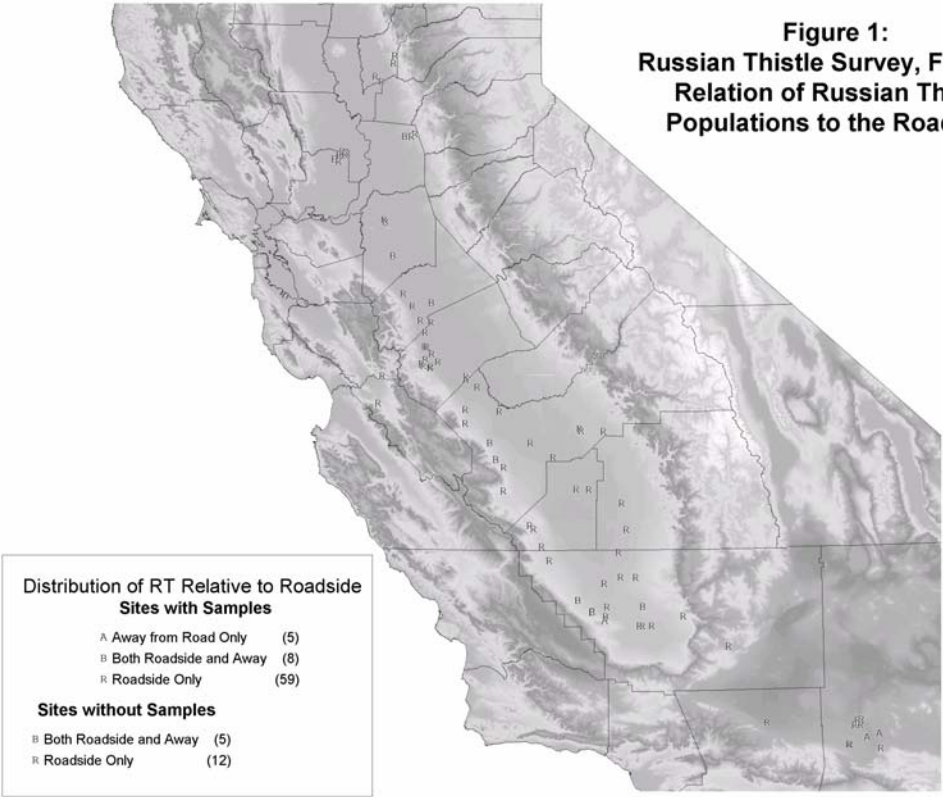 Figure 1:
Russian Thistle Survey, F
Relation of Russian Th
Populations to the Roa
Distribution of RT Relative to Roadside
Sites with Samples
A Away from Road Only (5)
B Both Roadside and Away (8)
R Roadside Only (59)
Sites without Samples
B Both Roadside and Away (5)
R Roadside Only (12)